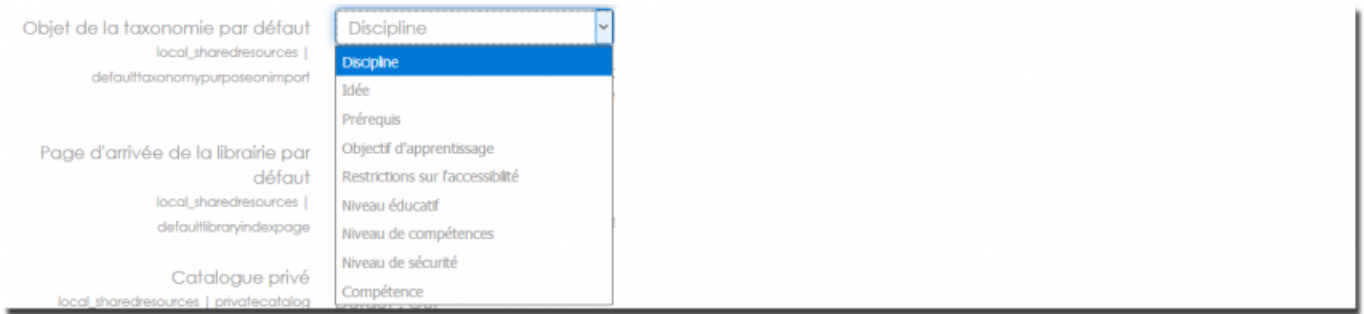 Objet de la taxonomie par défaut
local_sharedresources |
defaulttaxonomypurposeonimport
Discipline
Discipline
Idée
Prérequis
Objectif d'apprentissage
Restrictions sur l'accessibilité
Niveau éducatif
Niveau de compétences
Niveau de sécurité
Compétence
Page d'arrivée de la librairie par
défaut
local_sharedresources |
defaultlibraryindexpage
Catalogue privé
local_sharedresources | privatecatalog